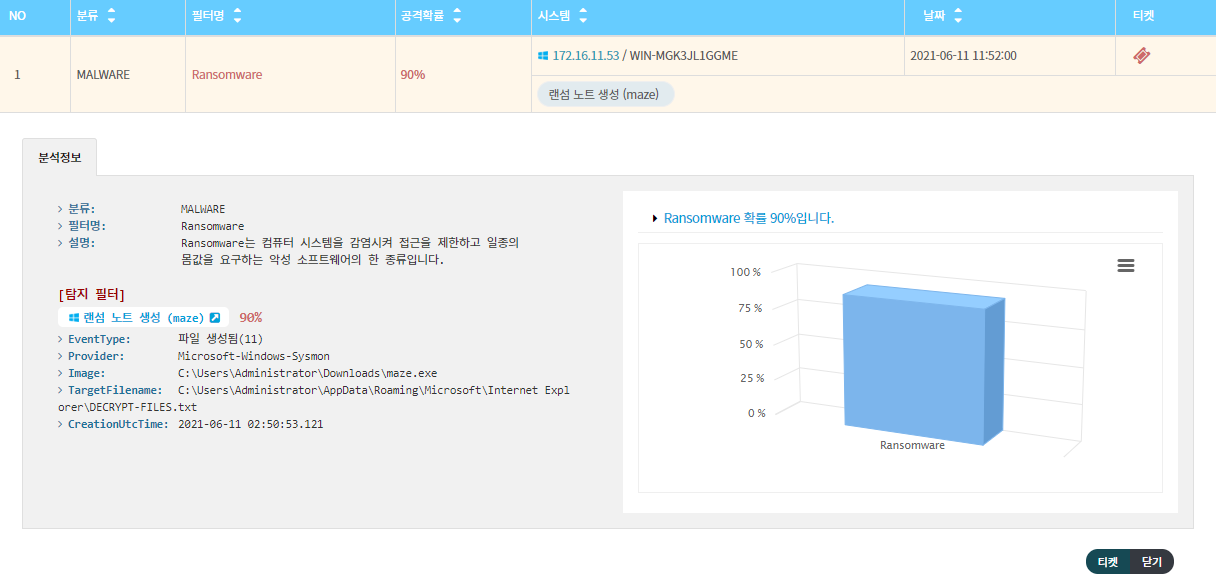 NO 분류 필터명 공격확률 시스템 날짜 티켓
1 MALWARE Ransomware 90% 172.16.11.53 / WIN-MGK3JL1GGME 2021-06-11 11:52:00
랜섬 노트 생성 (maze)
분석정보
> 분류: MALWARE
> 필터명: Ransomware
> 설명: Ransomware는 컴퓨터 시스템을 감염시켜 접근을 제한하고 일종의
몸값을 요구하는 악성 소프트웨어의 한 종류입니다.
[탐지 필터]
랜섬 노트 생성 (maze) 90%
> EventType: 파일 생성됨(11)
> Provider: Microsoft-Windows-Sysmon
> Image: C:\Users\Administrator\Downloads\maze.exe
> TargetFilename: C:\Users\Administrator\AppData\Roaming\Microsoft\Internet Expl
orer\DECRYPT-FILES.txt
> CreationUtcTime: 2021-06-11 02:50:53.121
Ransomware 확률 90%입니다.
100 %
75 %
50 %
25 %
0 %
Ransomware
티켓 닫기